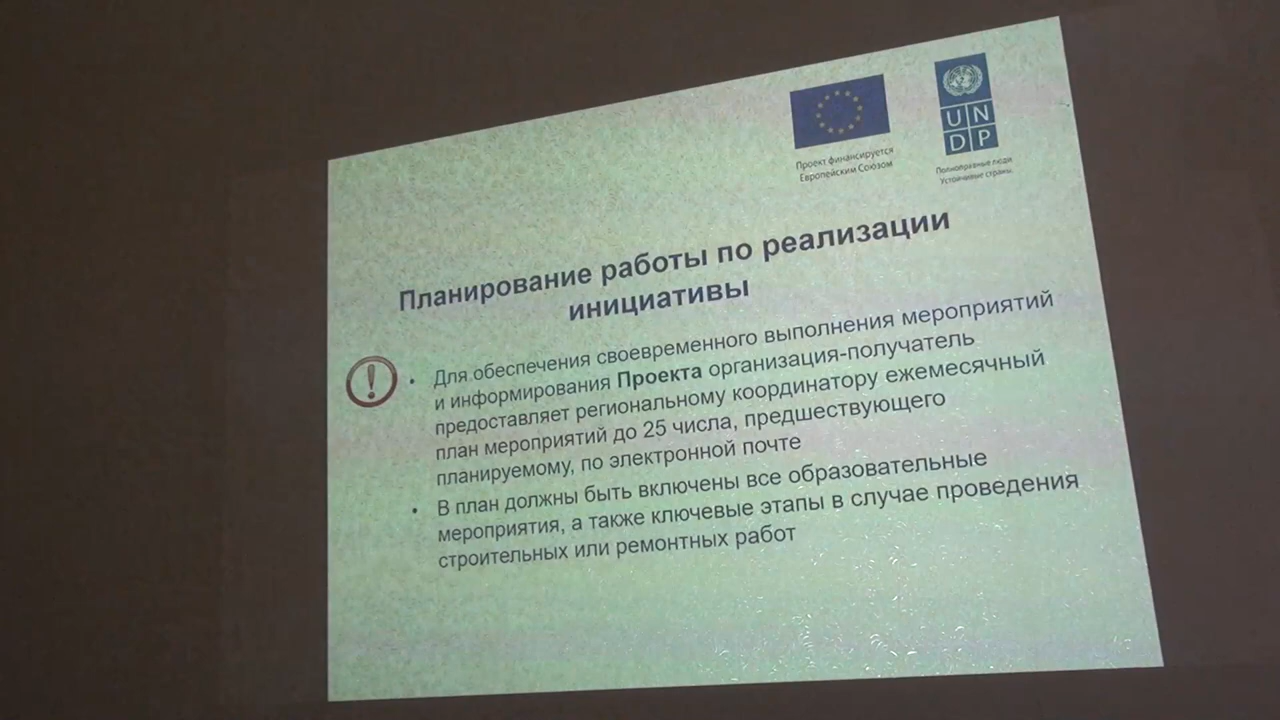 Проект финансируется
Европейским Союзом
UN
DP
Полноправные люди.
Устойчивые страны.
Планирование работы по реализации
инициативы
• Для обеспечения своевременного выполнения мероприятий
и информирования Проекта организация-получатель
предоставляет региональному координатору ежемесячный
план мероприятий до 25 числа, предшествующего
планируемому, по электронной почте
• В план должны быть включены все образовательные
мероприятия, а также ключевые этапы в случае проведения
строительных или ремонтных работ